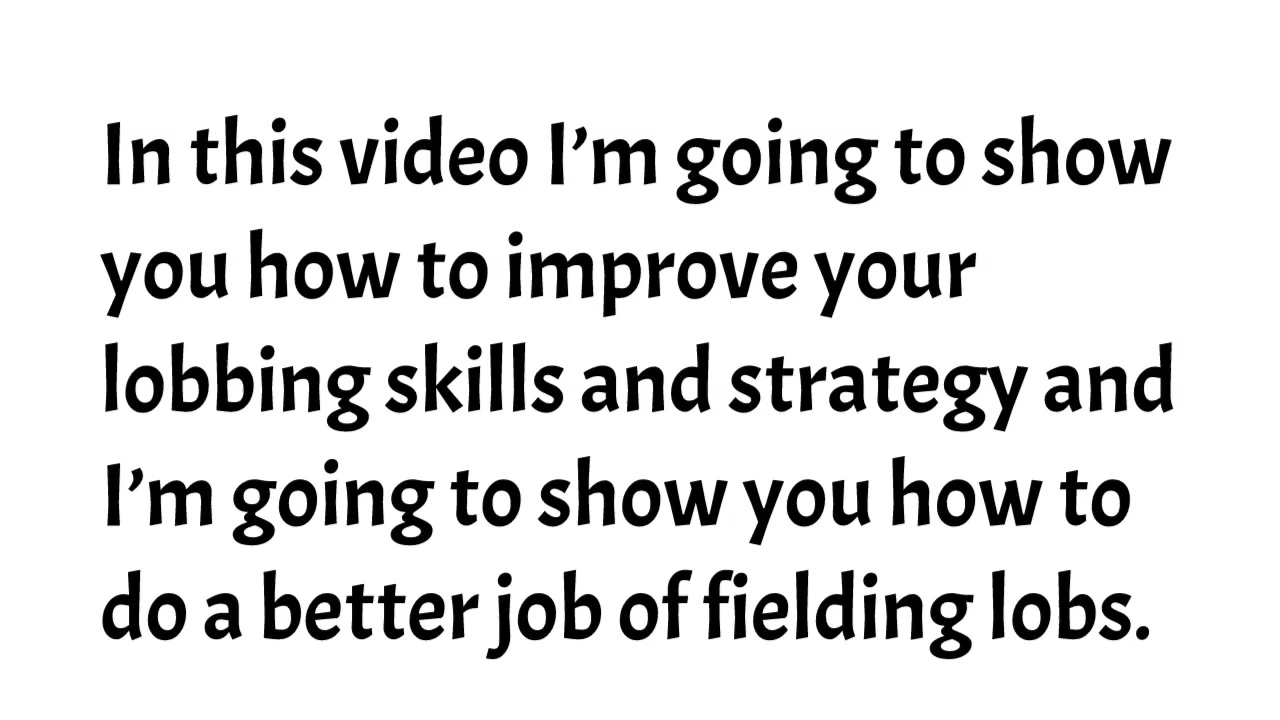 In this video I’m going to show
you how to improve your
lobbing skills and strategy and
I’m going to show you how to
do a better job of fielding lobs.